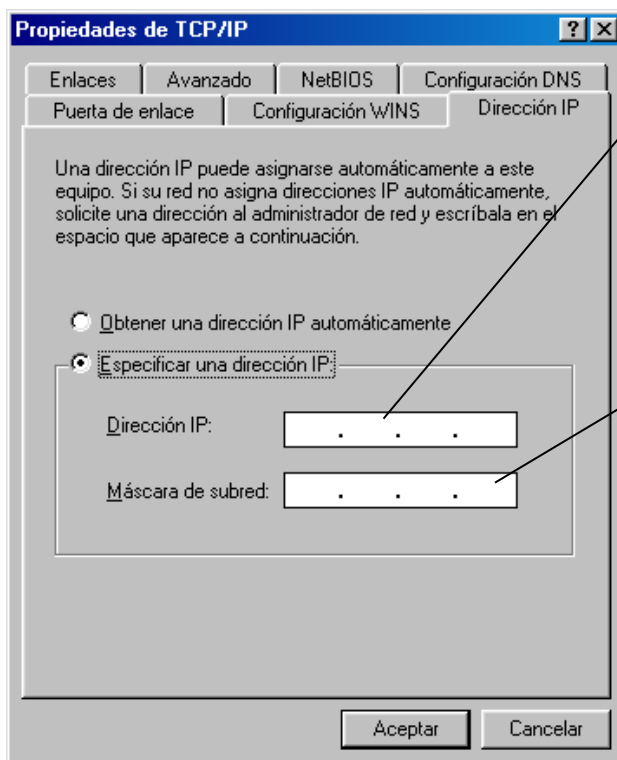 Propiedades de TCP/IP
Enlaces Avanzado NetBIOS Configuración DNS
Puerta de enlace Configuración WINS Dirección IP
Una dirección IP puede asignarse automáticamente a este
equipo. Si su red no asigna direcciones IP automáticamente,
solicite una dirección al administrador de red y escríbala en el
espacio que aparece a continuación.
Obtener una dirección IP automáticamente
Especificar una dirección IP:
Dirección IP: . . .
Máscara de subred: . . .
Aceptar Cancelar